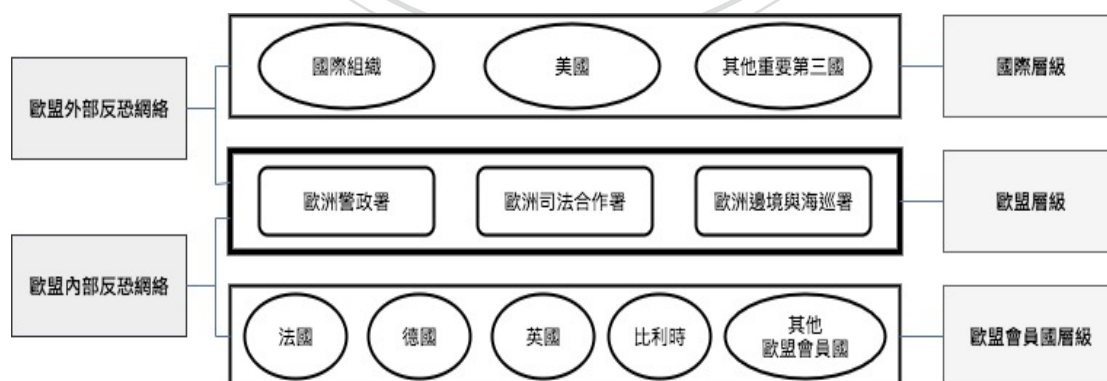 國際組織
美國
其他重要第三國
國際層級
歐盟外部反恐網絡
歐洲警政署
歐洲司法合作署
歐洲邊境與海巡署
歐盟層級
歐盟內部反恐網絡
法國
德國
英國
比利時
其他
歐盟會員國
歐盟會員國層級